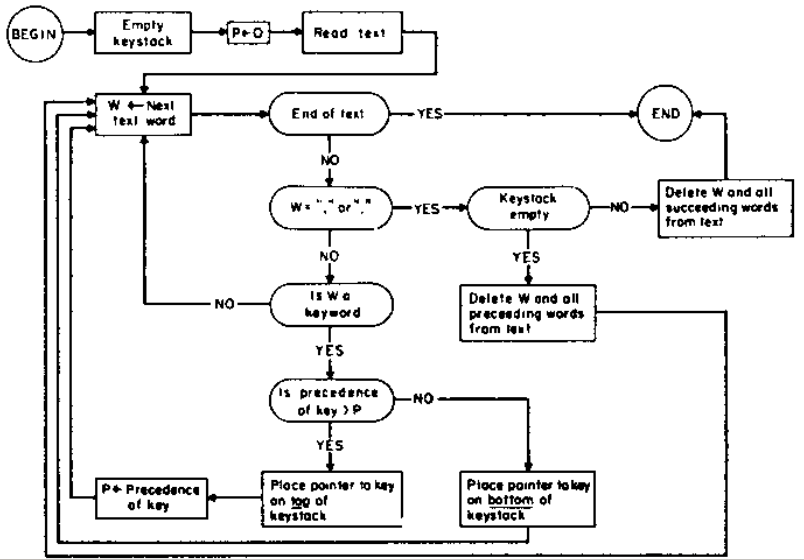 BEGIN
Empty
keystack
P←O
Read text
W ← Next
text word
End of text
YES
END
NO
W = "," or "."
YES
Keystack
empty
NO
Delete W and all
succeeding words
from text
NO
YES
Is W a
keyword
NO
Delete W and all
preceeding words
from text
YES
Is precedence
of key > P
NO
YES
P← Precedence
of key
Place pointer to key
on top of
keystack
Place pointer to key
on bottom of
keystack